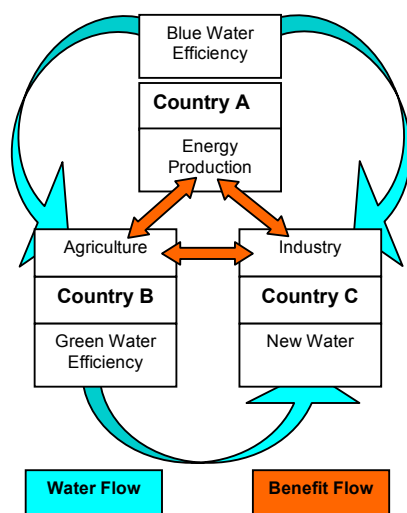 Blue Water
Efficiency
Country A
Energy
Production
Agriculture
Country B
Green Water
Efficiency
Industry
Country C
New Water
Water Flow
Benefit Flow